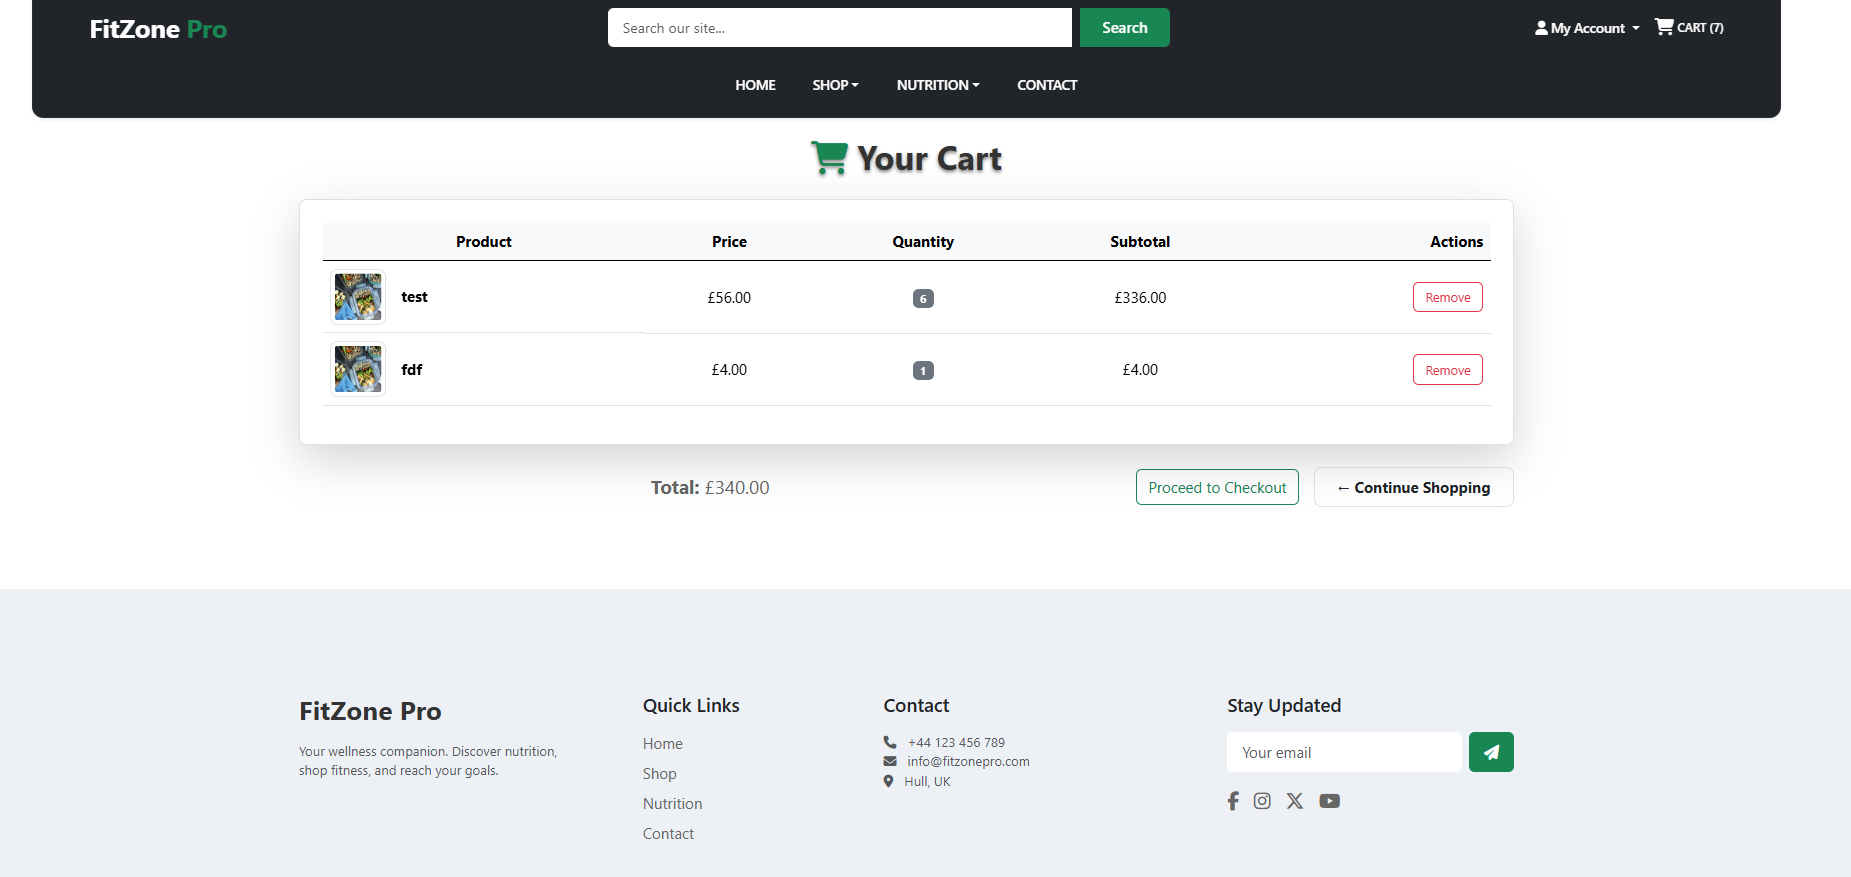 FitZone Pro
Search our site...
Search
My Account
CART (7)
HOME SHOP NUTRITION CONTACT
Your Cart
Product Price Quantity Subtotal Actions
test £56.00 6 £336.00 Remove
fdf £4.00 1 £4.00 Remove
Total: £340.00
Proceed to Checkout
← Continue Shopping
FitZone Pro
Your wellness companion. Discover nutrition,
shop fitness, and reach your goals.
Quick Links
Home
Shop
Nutrition
Contact
Contact
+44 123 456 789
info@fitzonepro.com
Hull, UK
Stay Updated
Your email